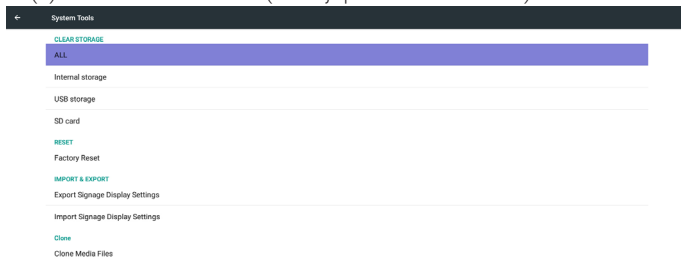 ← System Tools
CLEAR STORAGE
ALL
Internal storage
USB storage
SD card
RESET
Factory Reset
IMPORT & EXPORT
Export Signage Display Settings
Import Signage Display Settings
Clone
Clone Media Files